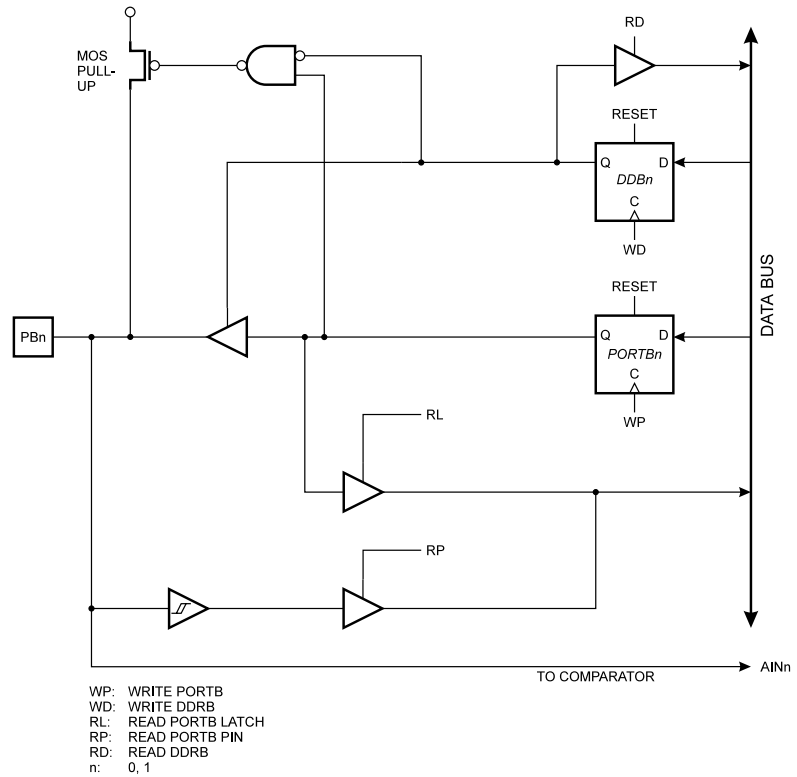 RD
MOS
PULL-
UP
RESET
Q
D
DDBn
C
WD
RESET
DATA BUS
PBn
Q
D
PORTBn
C
WP
RL
RP
TO COMPARATOR
AINn
WP: WRITE PORTB
WD: WRITE DDRB
RL: READ PORTB LATCH
RP: READ PORTB PIN
RD: READ DDRB
n: 0, 1